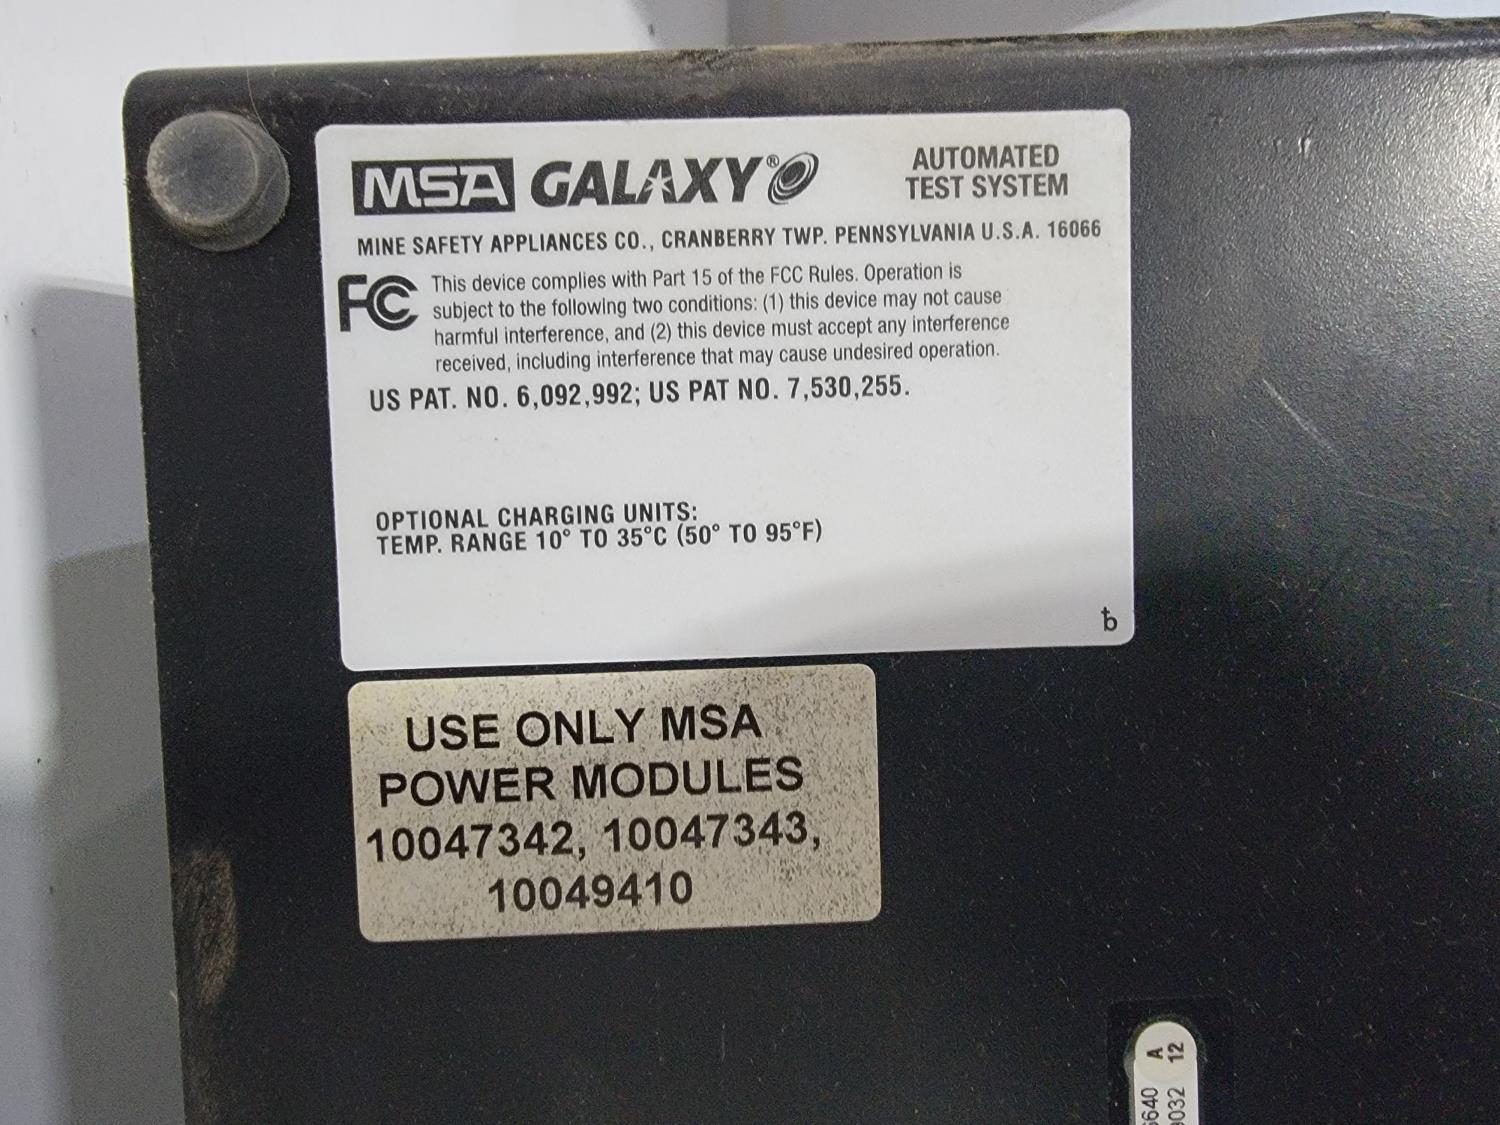 MSA GALAXY®
AUTOMATED
TEST SYSTEM
MINE SAFETY APPLIANCES CO., CRANBERRY TWP. PENNSYLVANIA U.S.A. 16066
FC This device complies with Part 15 of the FCC Rules. Operation is
subject to the following two conditions: (1) this device may not cause
harmful interference, and (2) this device must accept any interference
received, including interference that may cause undesired operation.
US PAT. NO. 6,092,992; US PAT NO. 7,530,255.
OPTIONAL CHARGING UNITS:
TEMP. RANGE 10° TO 35°C (50° TO 95°F)
USE ONLY MSA
POWER MODULES
10047342, 10047343,
10049410
A
12